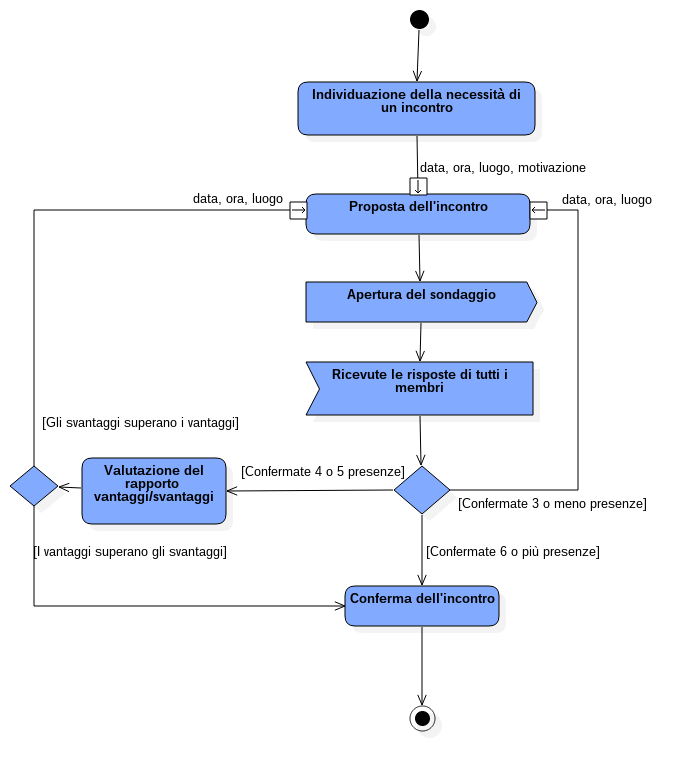 Individuazione della necessità di
un incontro
data, ora, luogo, motivazione
data, ora, luogo
data, ora, luogo
Proposta dell'incontro
Apertura del sondaggio
Ricevute le risposte di tutti i
membri
[Gli svantaggi superano i vantaggi]
Valutazione del
rapporto
vantaggi/svantaggi
[Confermate 4 o 5 presenze]
[Confermate 3 o meno presenze]
[I vantaggi superano gli svantaggi]
[Confermate 6 o più presenze]
Conferma dell'incontro